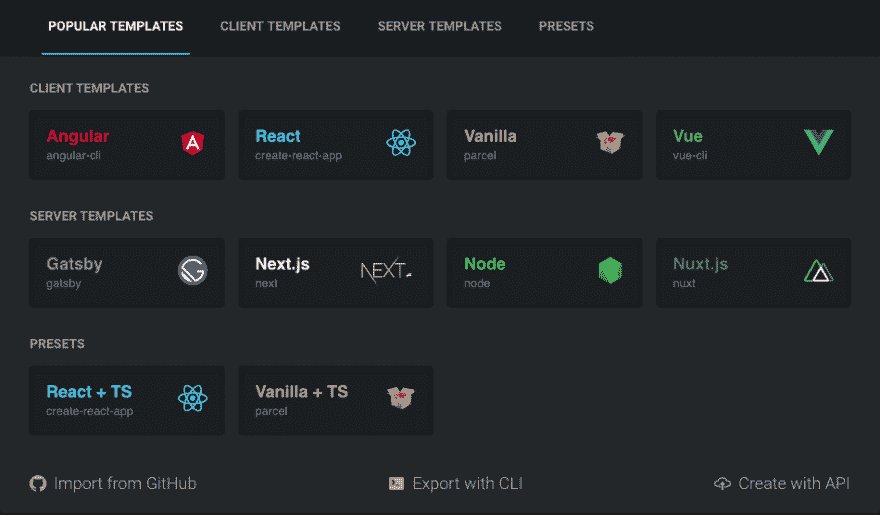 POPULAR TEMPLATES CLIENT TEMPLATES SERVER TEMPLATES PRESETS
CLIENT TEMPLATES
Angular React Vanilla Vue
angular-cli create-react-app parcel vue-cli
SERVER TEMPLATES
Gatsby Next.js NEXT. Node Nuxt.js
gatsby next node nuxt
PRESETS
React + TS Vanilla + TS
create-react-app parcel
Import from GitHub Export with CLI Create with API